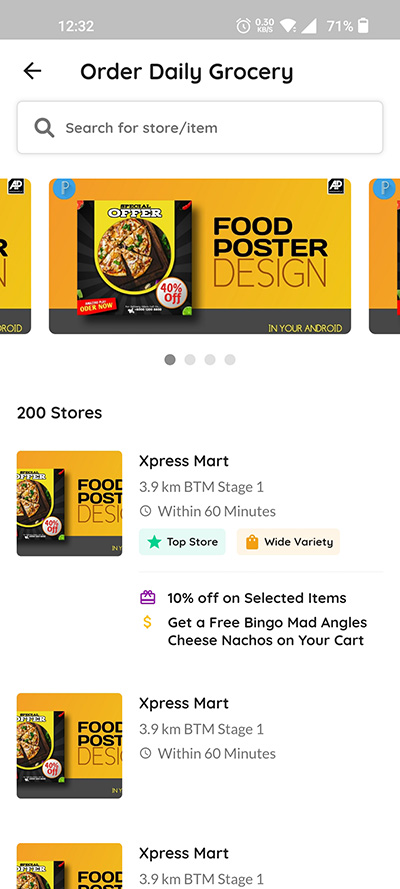 12:32
0.30
KB/S
71%
Order Daily Grocery
Search for store/item
AP
P
SPECIAL
OFFER
40%
Off
ODER NOW
FOOD
POSTER
DESIGN
IN YOUR ANDROID
ROID
200 Stores
Xpress Mart
3.9 km BTM Stage 1
Within 60 Minutes
Top Store
Wide Variety
10% off on Selected Items
Get a Free Bingo Mad Angles
Cheese Nachos on Your Cart
Xpress Mart
3.9 km BTM Stage 1
Within 60 Minutes
Xpress Mart
3.9 km BTM Stage 1